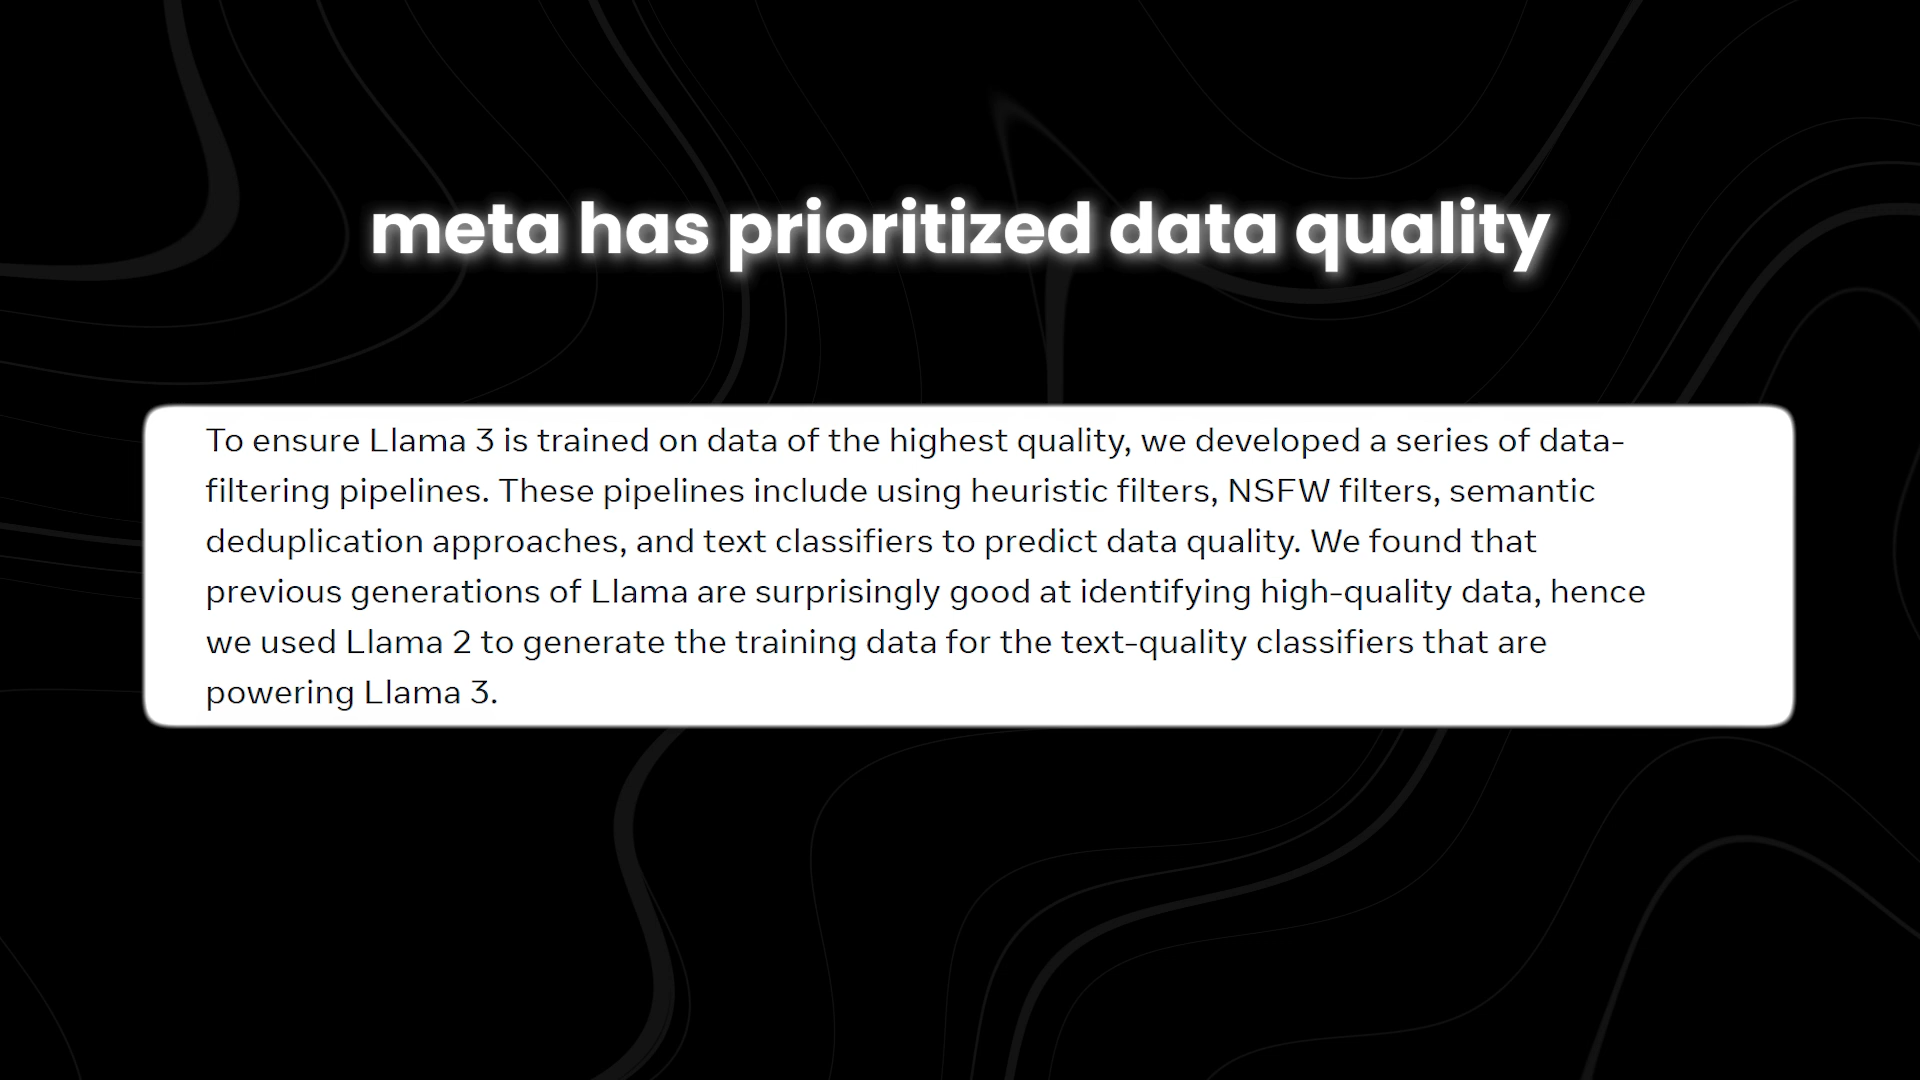 meta has prioritized data quality
To ensure Llama 3 is trained on data of the highest quality, we developed a series of data-
filtering pipelines. These pipelines include using heuristic filters, NSFW filters, semantic
deduplication approaches, and text classifiers to predict data quality. We found that
previous generations of Llama are surprisingly good at identifying high-quality data, hence
we used Llama 2 to generate the training data for the text-quality classifiers that are
powering Llama 3.